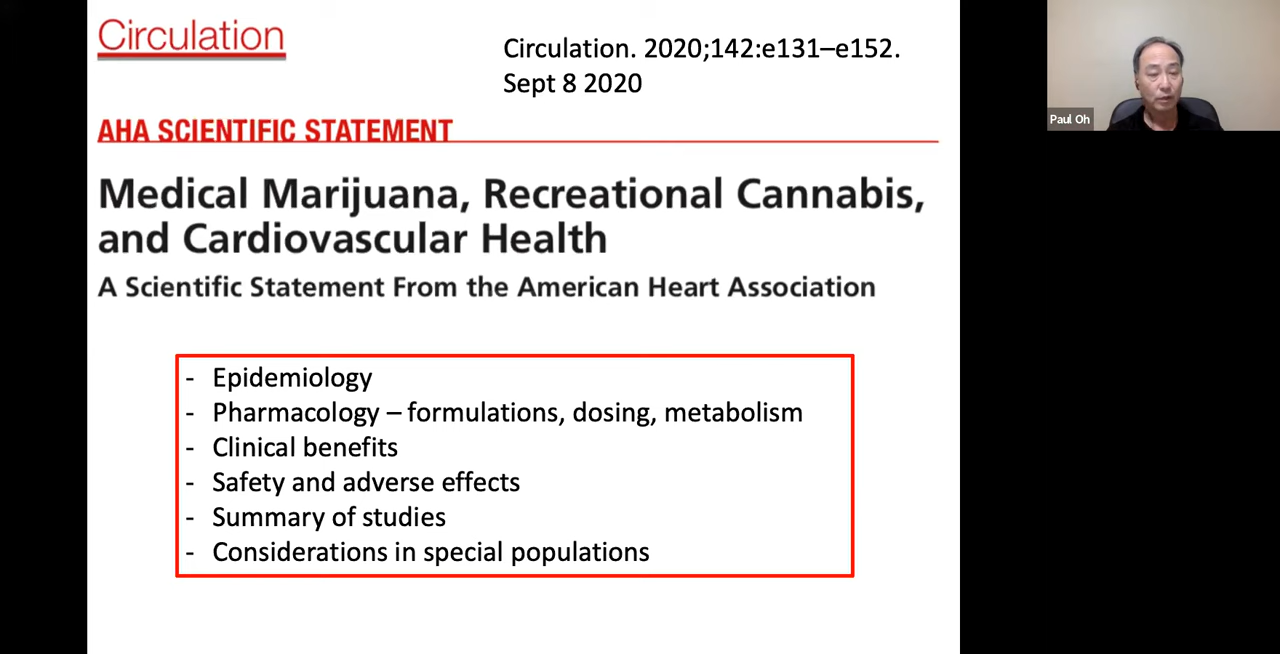 Circulation
Circulation. 2020;142:e131–e152.
Sept 8 2020
AHA SCIENTIFIC STATEMENT
Medical Marijuana, Recreational Cannabis,
and Cardiovascular Health
A Scientific Statement From the American Heart Association
- Epidemiology
- Pharmacology – formulations, dosing, metabolism
- Clinical benefits
- Safety and adverse effects
- Summary of studies
- Considerations in special populations
Paul Oh